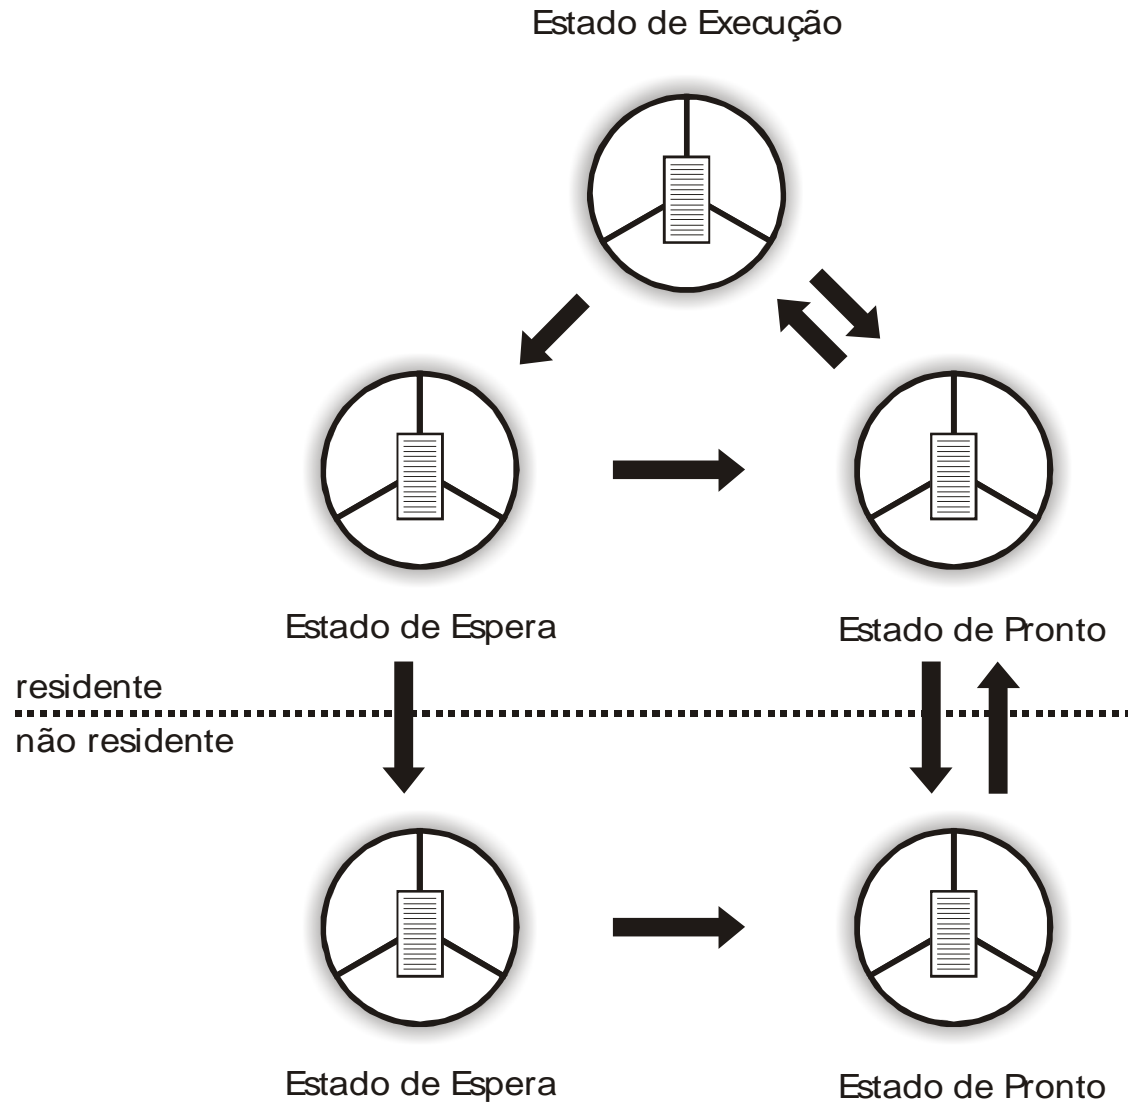 Estado de Execução
Estado de Espera
Estado de Pronto
residente
não residente
Estado de Espera
Estado de Pronto